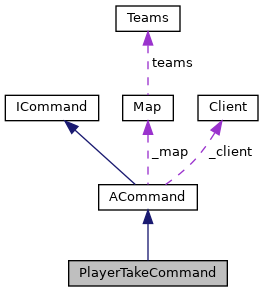 Teams
teams
ICommand
Map
Client
_map
_client
ACommand
PlayerTakeCommand